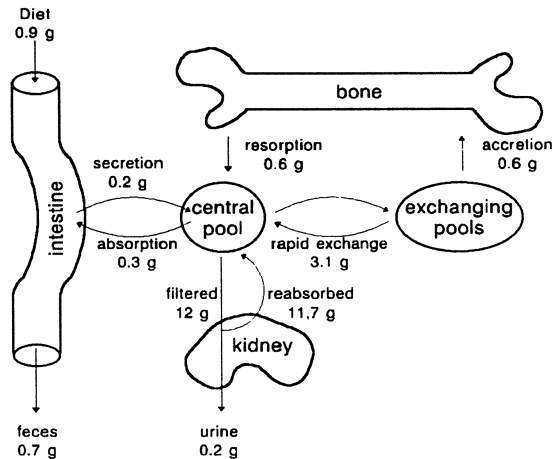 Diet
0.9 g
bone
resorption
0.6 g
accretion
0.6 g
secretion
0.2 g
intestine
central
pool
exchanging
pools
absorption
0.3 g
rapid exchange
3.1 g
filtered
12 g
reabsorbed
11,7 g
kidney
feces
0.7 g
urine
0.2 g